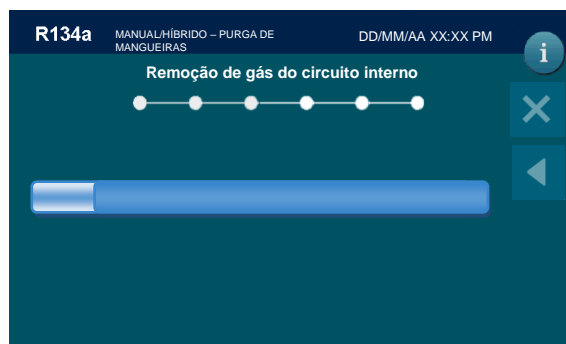 R134a
MANUAL/HÍBRIDO – PURGA DE
MANGUEIRAS
DD/MM/AA XX:XX PM
i
Remoção de gás do circuito interno